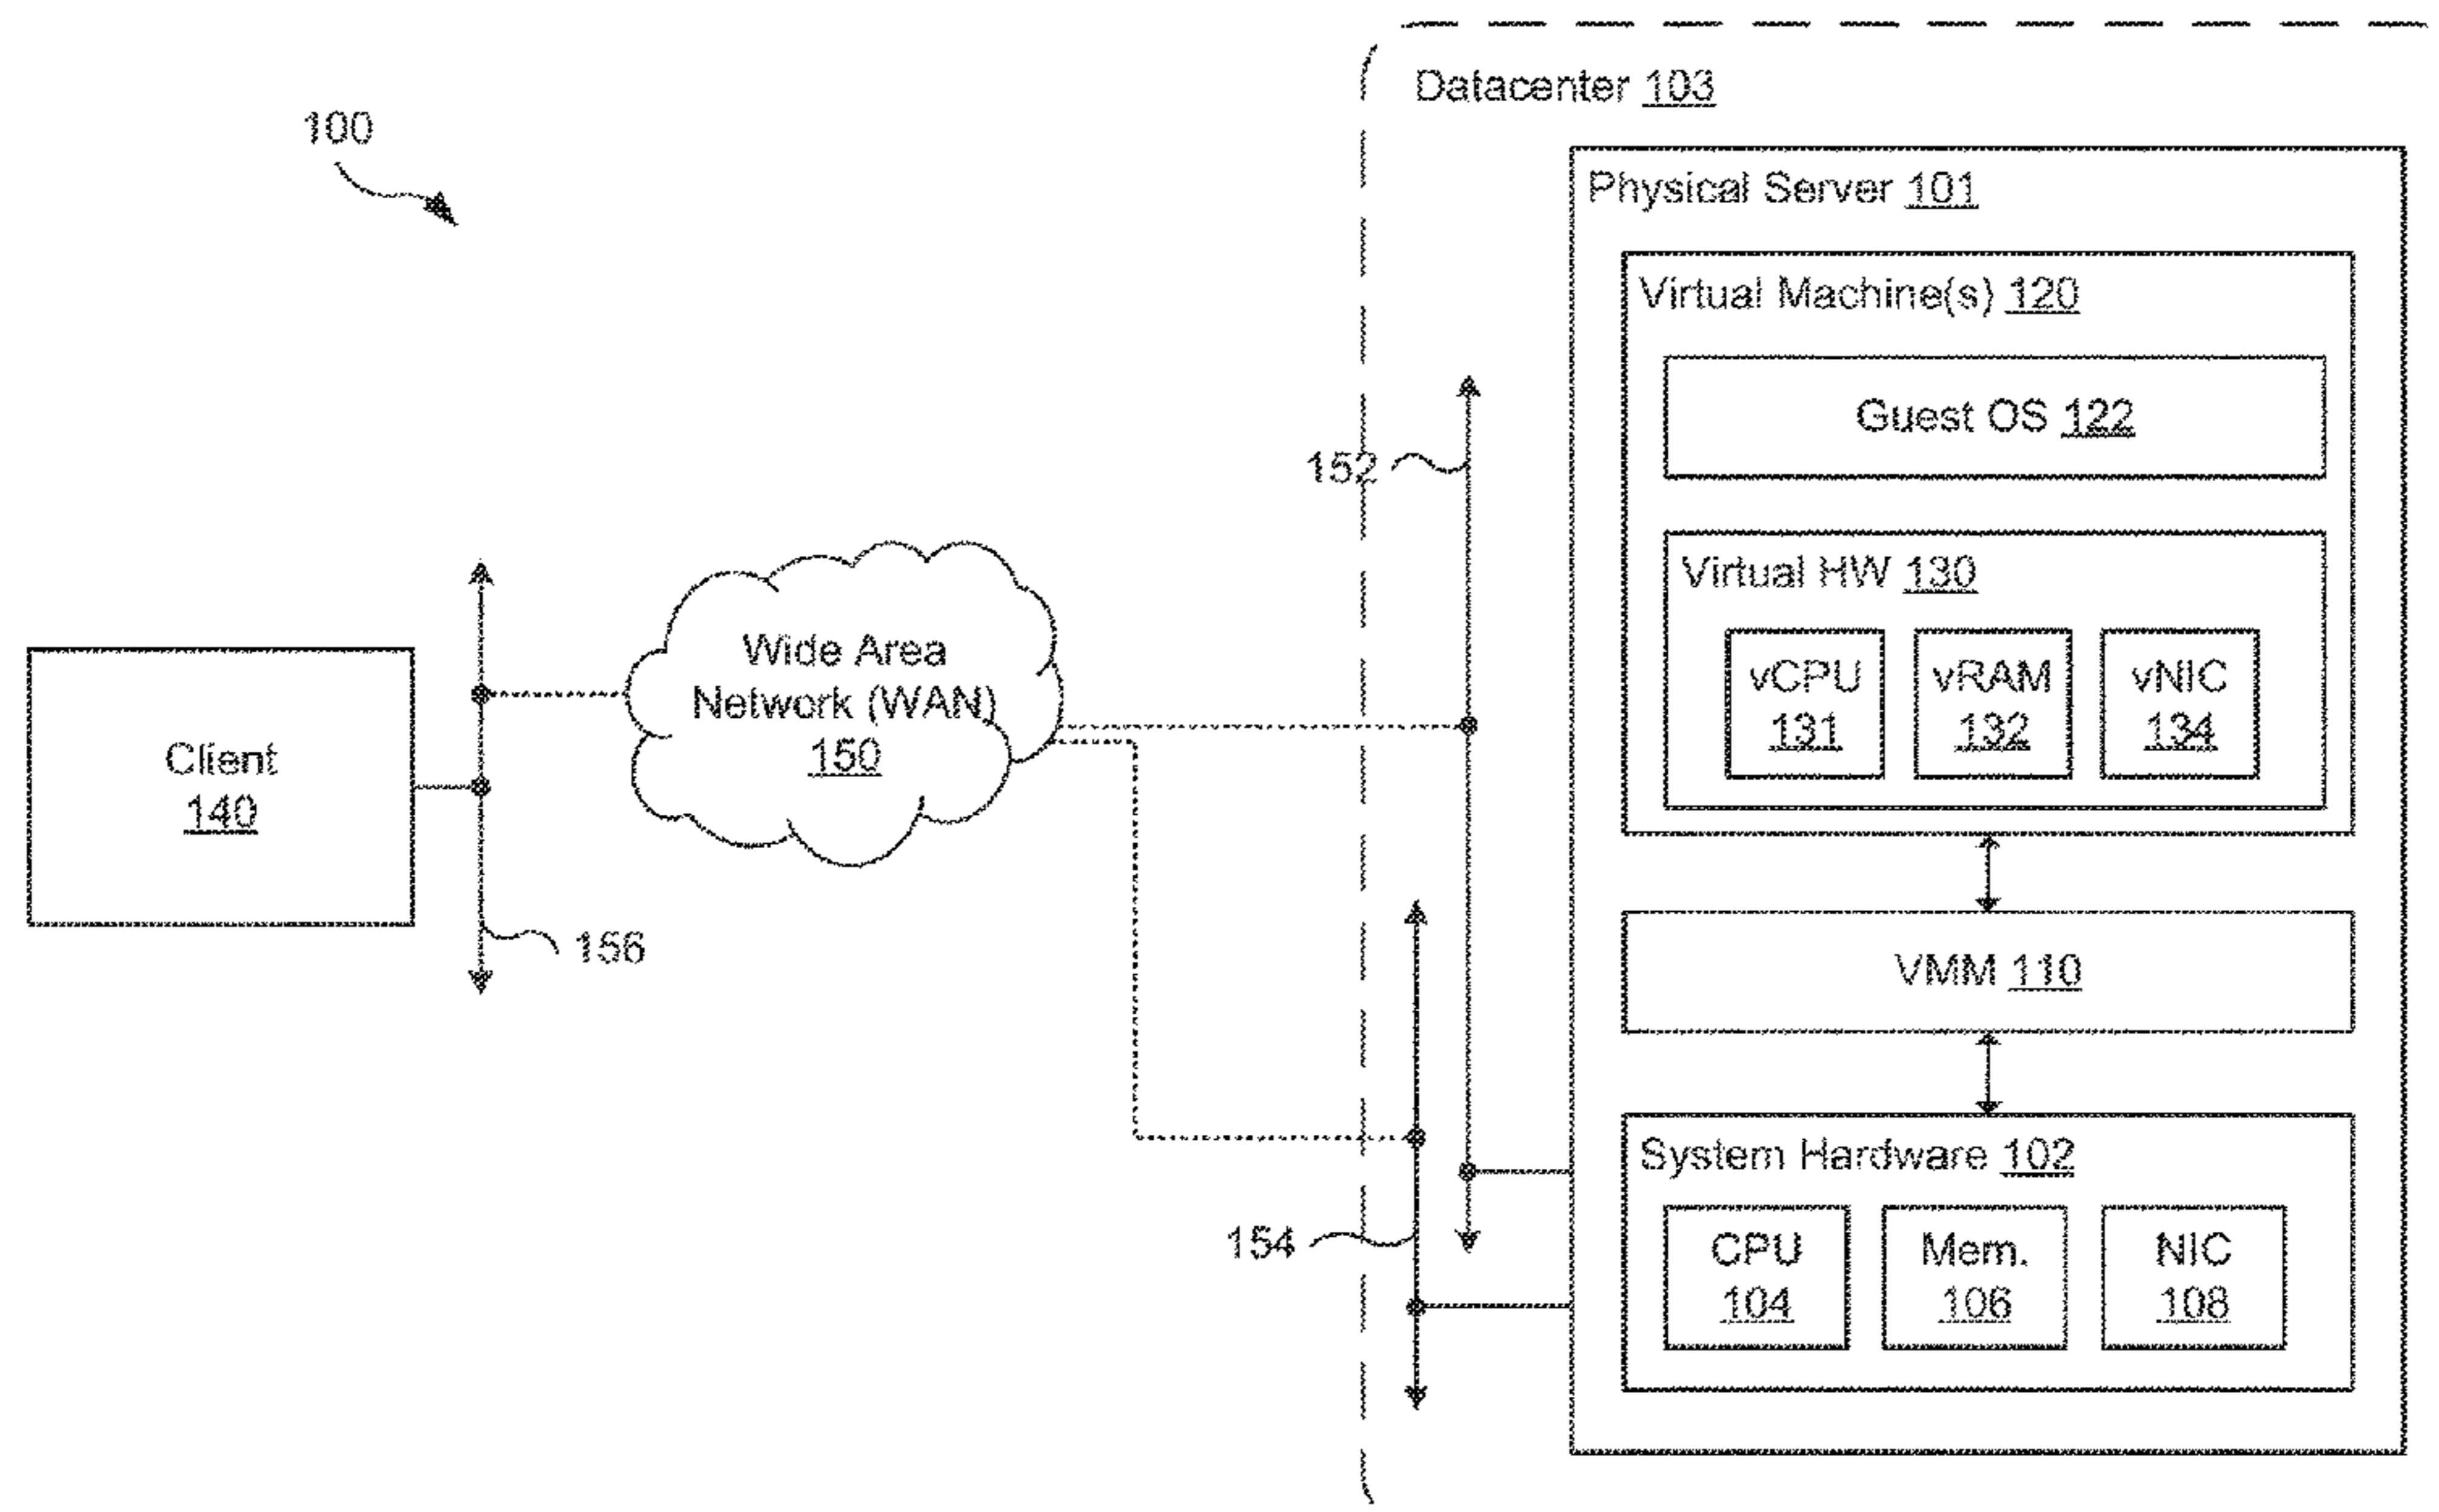 100
Datacenter 103
Physical Server 101
Virtual Machine(s) 120
Guest OS 122
152
Virtual HW 130
vCPU
131
vRAM
132
vNIC
134
Wide Area
Network (WAN)
150
Client
140
156
VMM 110
154
System Hardware 102
CPU
104
Mem.
106
NIC
108